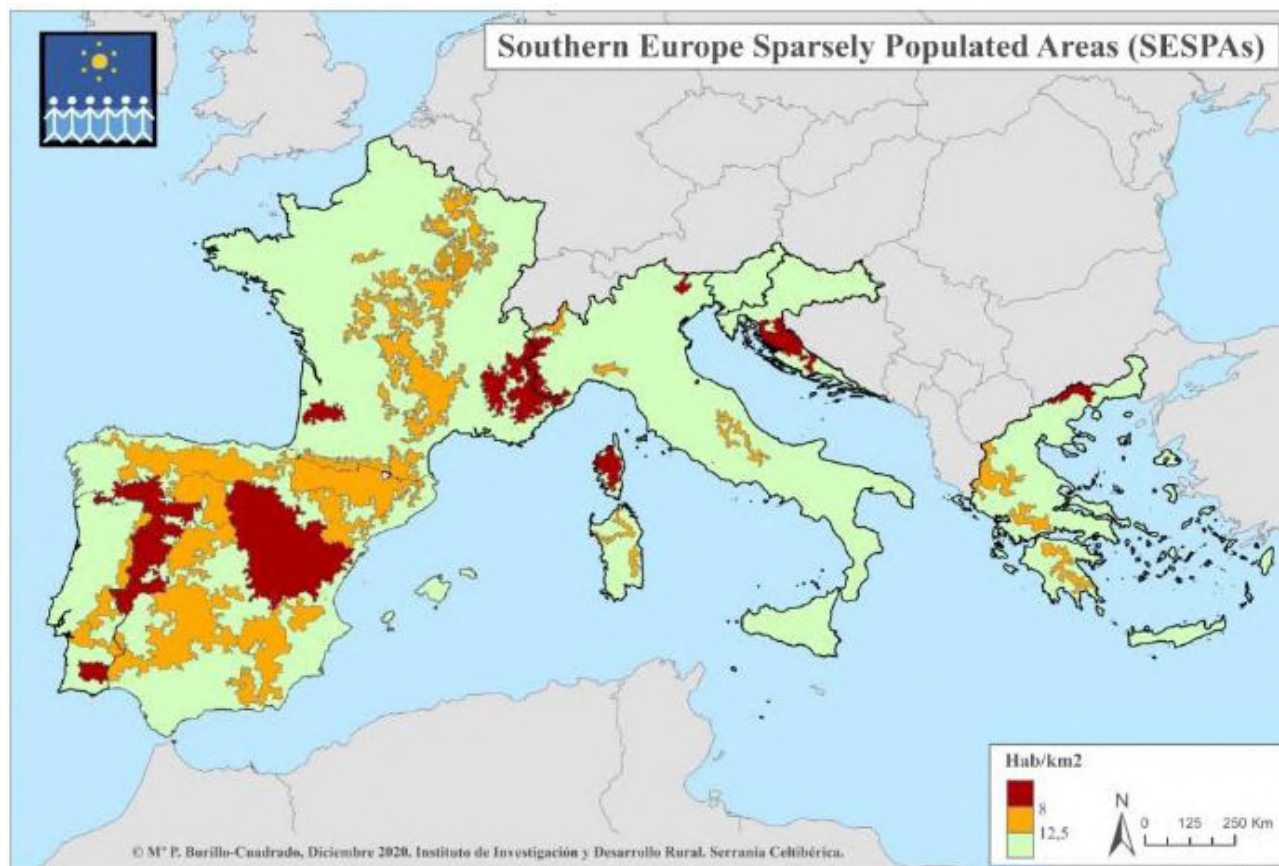 Southern Europe Sparsely Populated Areas (SESPAs)
Hab/km2
8
12,5
N
0 125 250 Km
© Mª P. Burillo-Cuadrado, Diciembre 2020. Instituto de Investigación y Desarrollo Rural. Serranía Celtibérica.